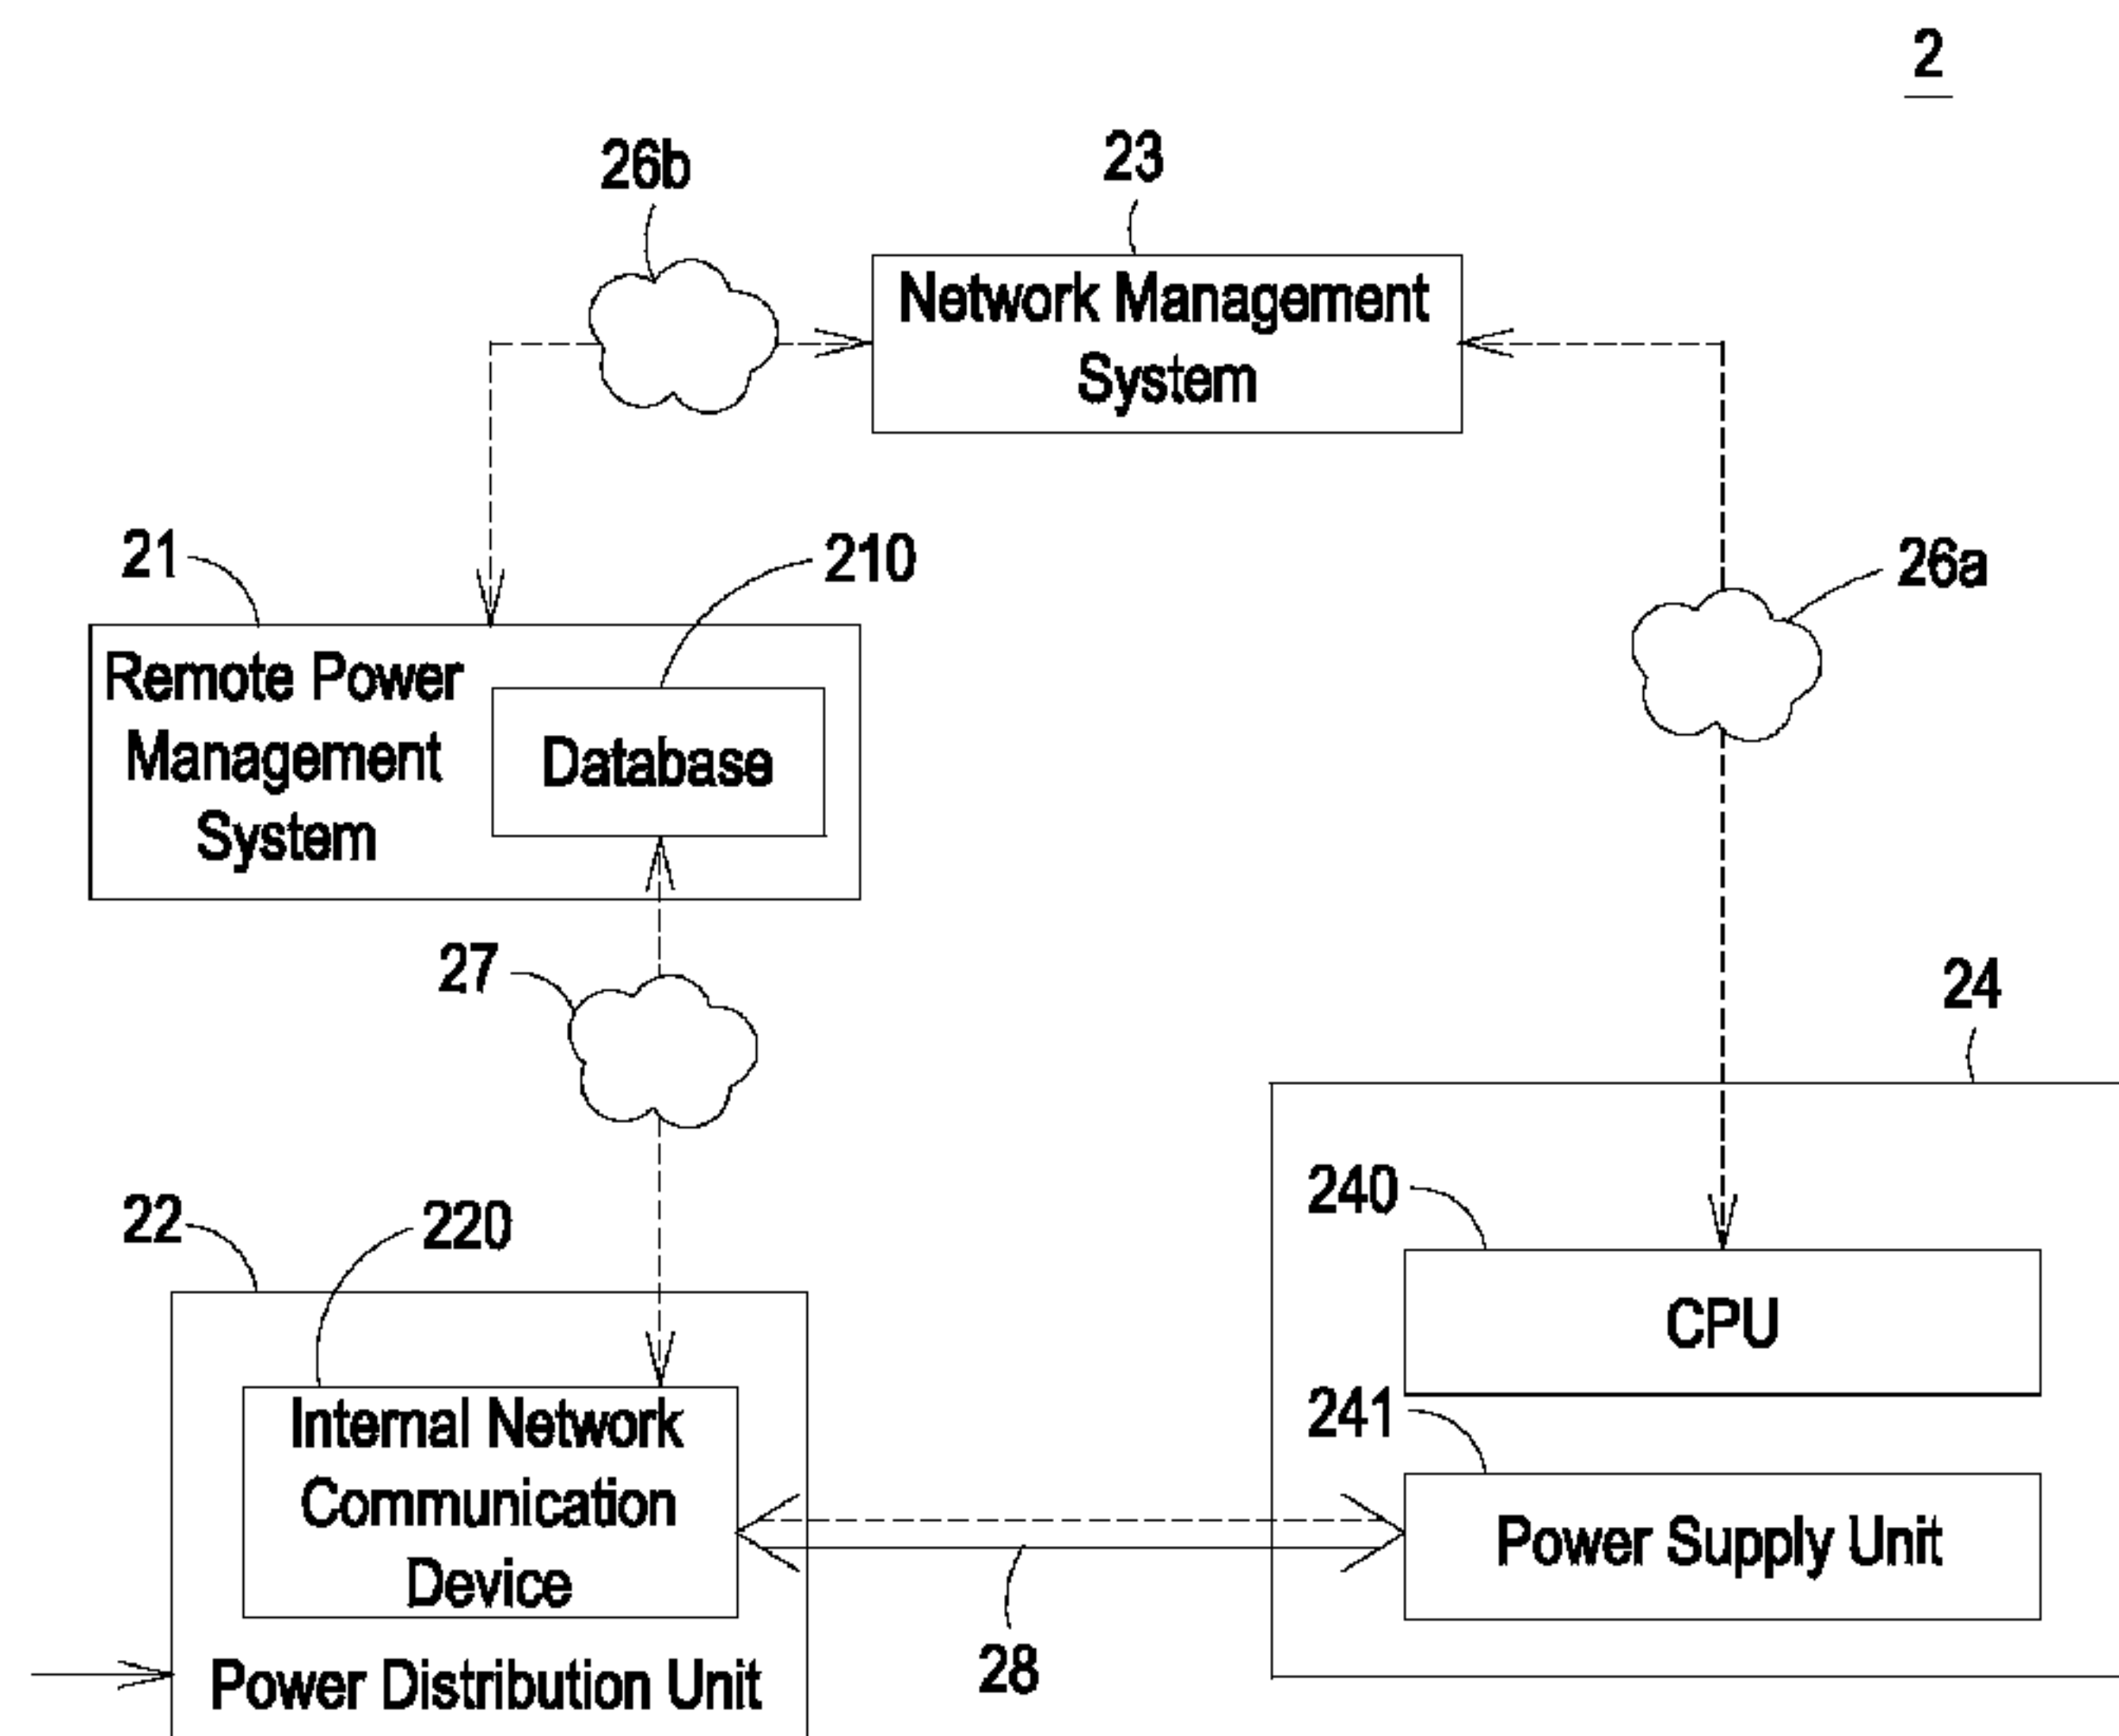 2
26b
23
Network Management
System
21
210
26a
Remote Power
Management
System
Database
27
24
22
220
240
CPU
241
Internal Network
Communication
Device
Power Supply Unit
28
Power Distribution Unit